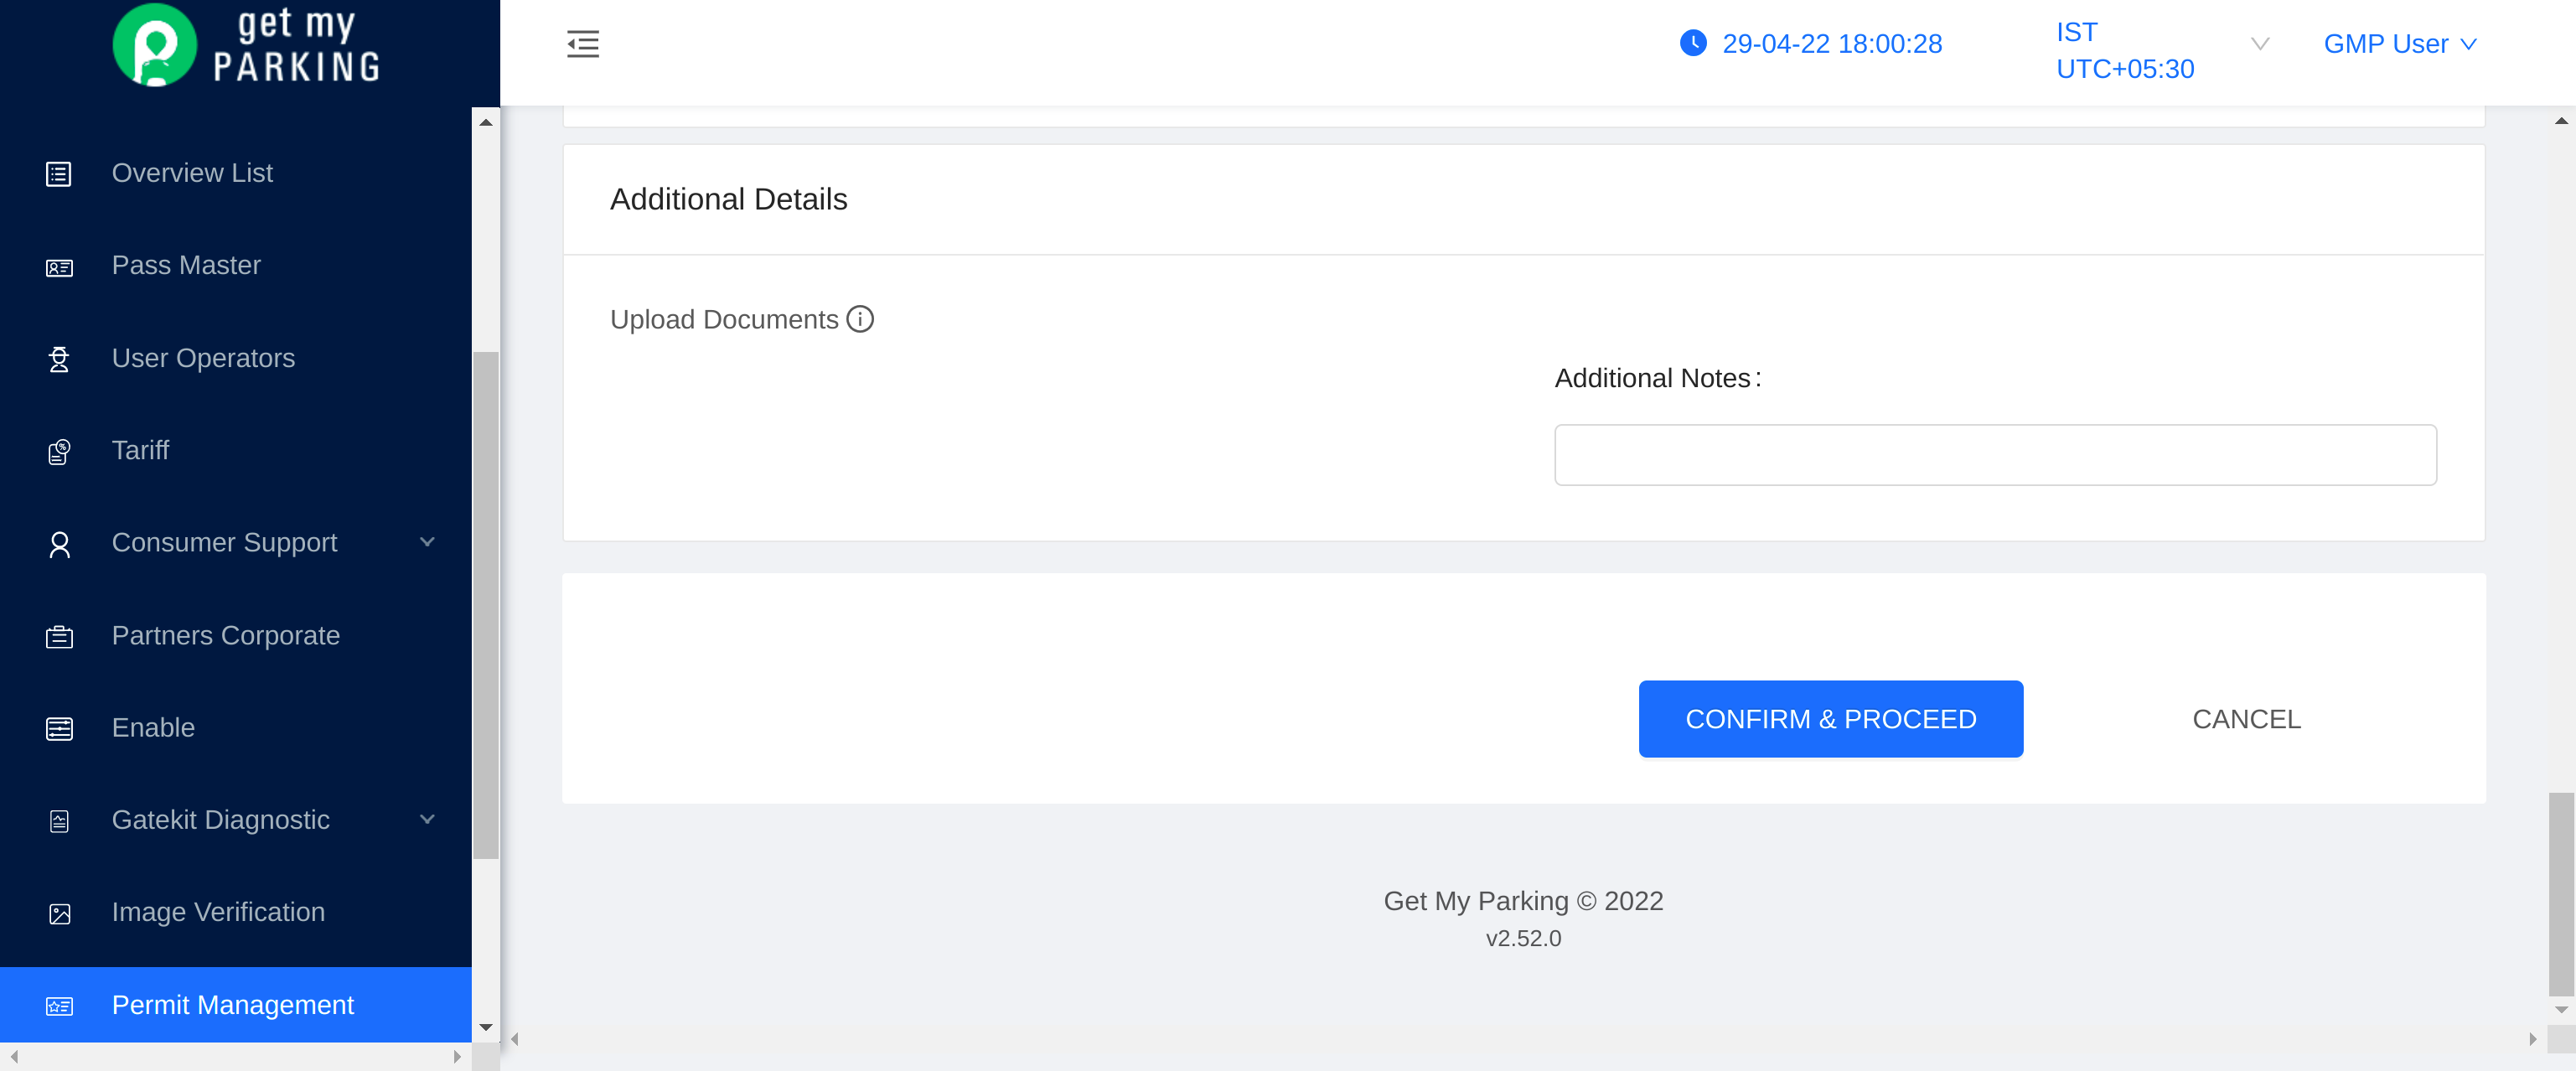 get my
PARKING
29-04-22 18:00:28
IST
UTC+05:30
GMP User
Overview List
Pass Master
User Operators
Tariff
Consumer Support
Partners Corporate
Enable
Gatekit Diagnostic
Image Verification
Permit Management
Additional Details
Upload Documents
Additional Notes :
CONFIRM & PROCEED
CANCEL
Get My Parking © 2022
v2.52.0